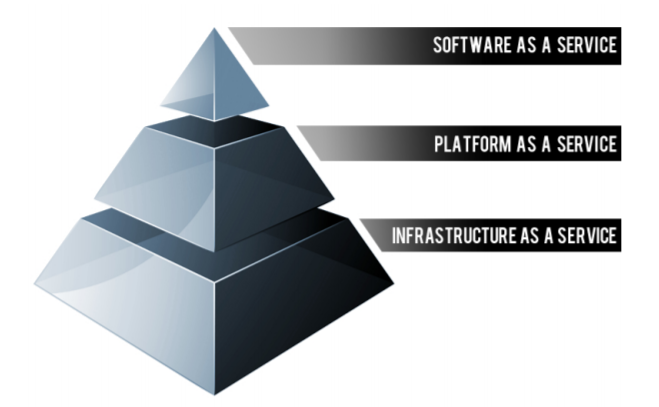 SOFTWARE AS A SERVICE
PLATFORM AS A SERVICE
INFRASTRUCTURE AS A SERVICE